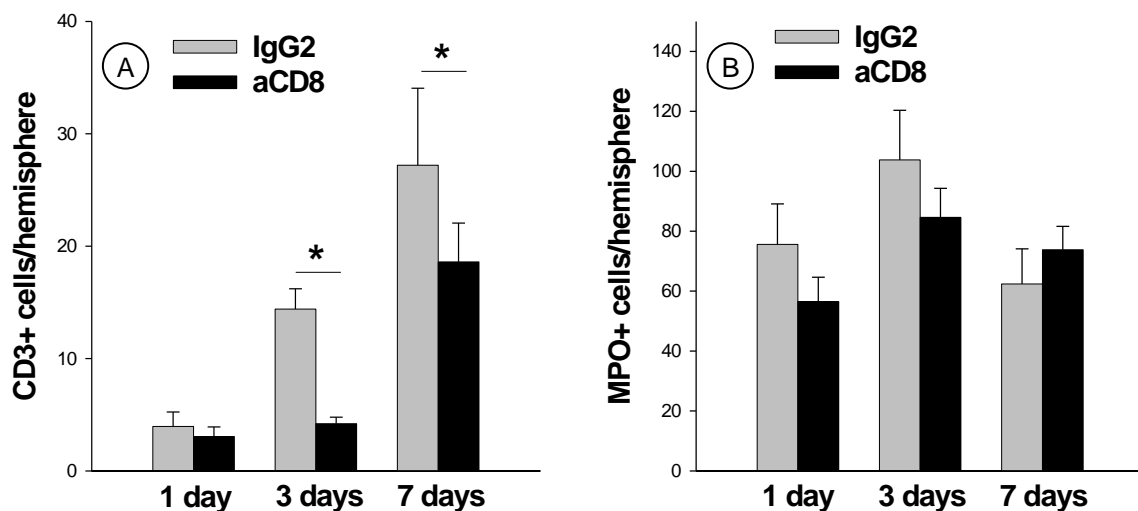 A
IgG2
aCD8
*
*
CD3+ cells/hemisphere
40
30
20
10
0
1 day 3 days 7 days
B
IgG2
aCD8
MPO+ cells/hemisphere
140
120
100
80
60
40
20
0
1 day 3 days 7 days